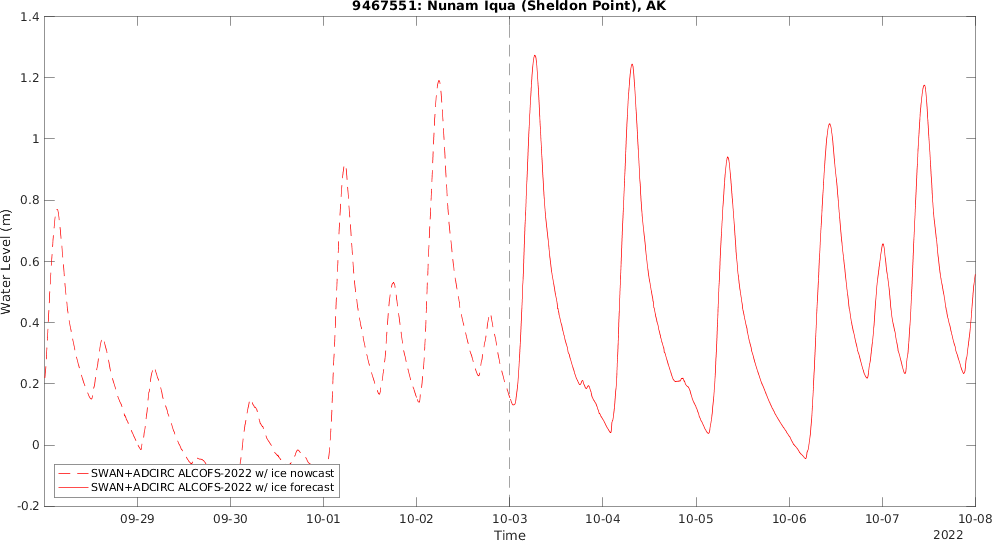 9467551: Nunam Iqua (Sheldon Point), AK
1.4
1.2
1
0.8
0.6
0.4
0.2
0
-0.2
Water Level (m)
SWAN+ADCIRC ALCOFS-2022 w/ ice nowcast
SWAN+ADCIRC ALCOFS-2022 w/ ice forecast
09-29 09-30 10-01 10-02 10-03 10-04 10-05 10-06 10-07 10-08
Time
2022